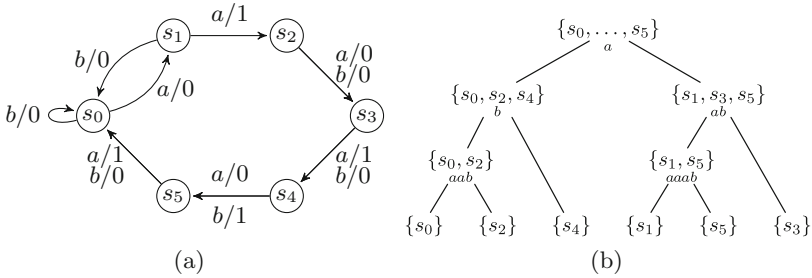 a/1
s₁
s₂
b/0
a/0
a/0
b/0
b/0
s₀
s₃
a/1
b/0
a/0
a/1
b/0
s₅
s₄
b/1
(a)
{s₀, . . . , s₅}
a
{s₀, s₂, s₄}
b
{s₁, s₃, s₅}
ab
{s₀, s₂}
aab
{s₁, s₅}
aaab
{s₀}
{s₂}
{s₄}
{s₁}
{s₅}
{s₃}
(b)